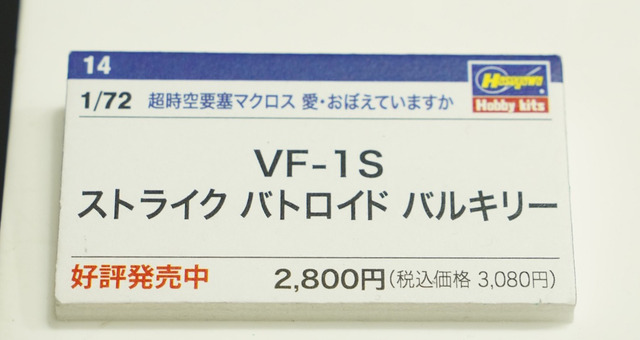 14
Hasegawa
Hobby kits
1/72 超時空要塞マクロス 愛・おぼえていますか
VF-1S
ストライク バトロイド バルキリー
好評発売中 2,800円(税込価格 3,080円)